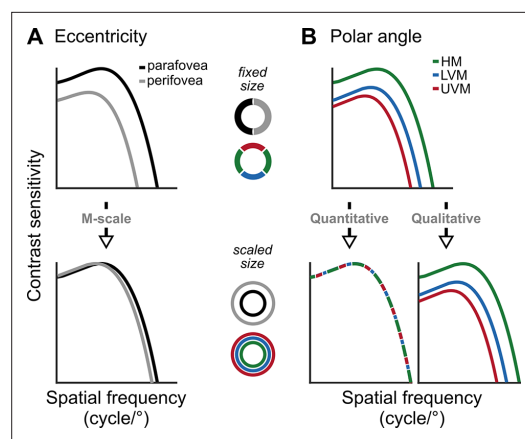 A Eccentricity
parafovea
perifovea
fixed
size
B Polar angle
HM
LVM
UVM
Contrast sensitivity
M-scale
Quantitative
Qualitative
scaled
size
Spatial frequency
(cycle/°)
Spatial frequency
(cycle/°)